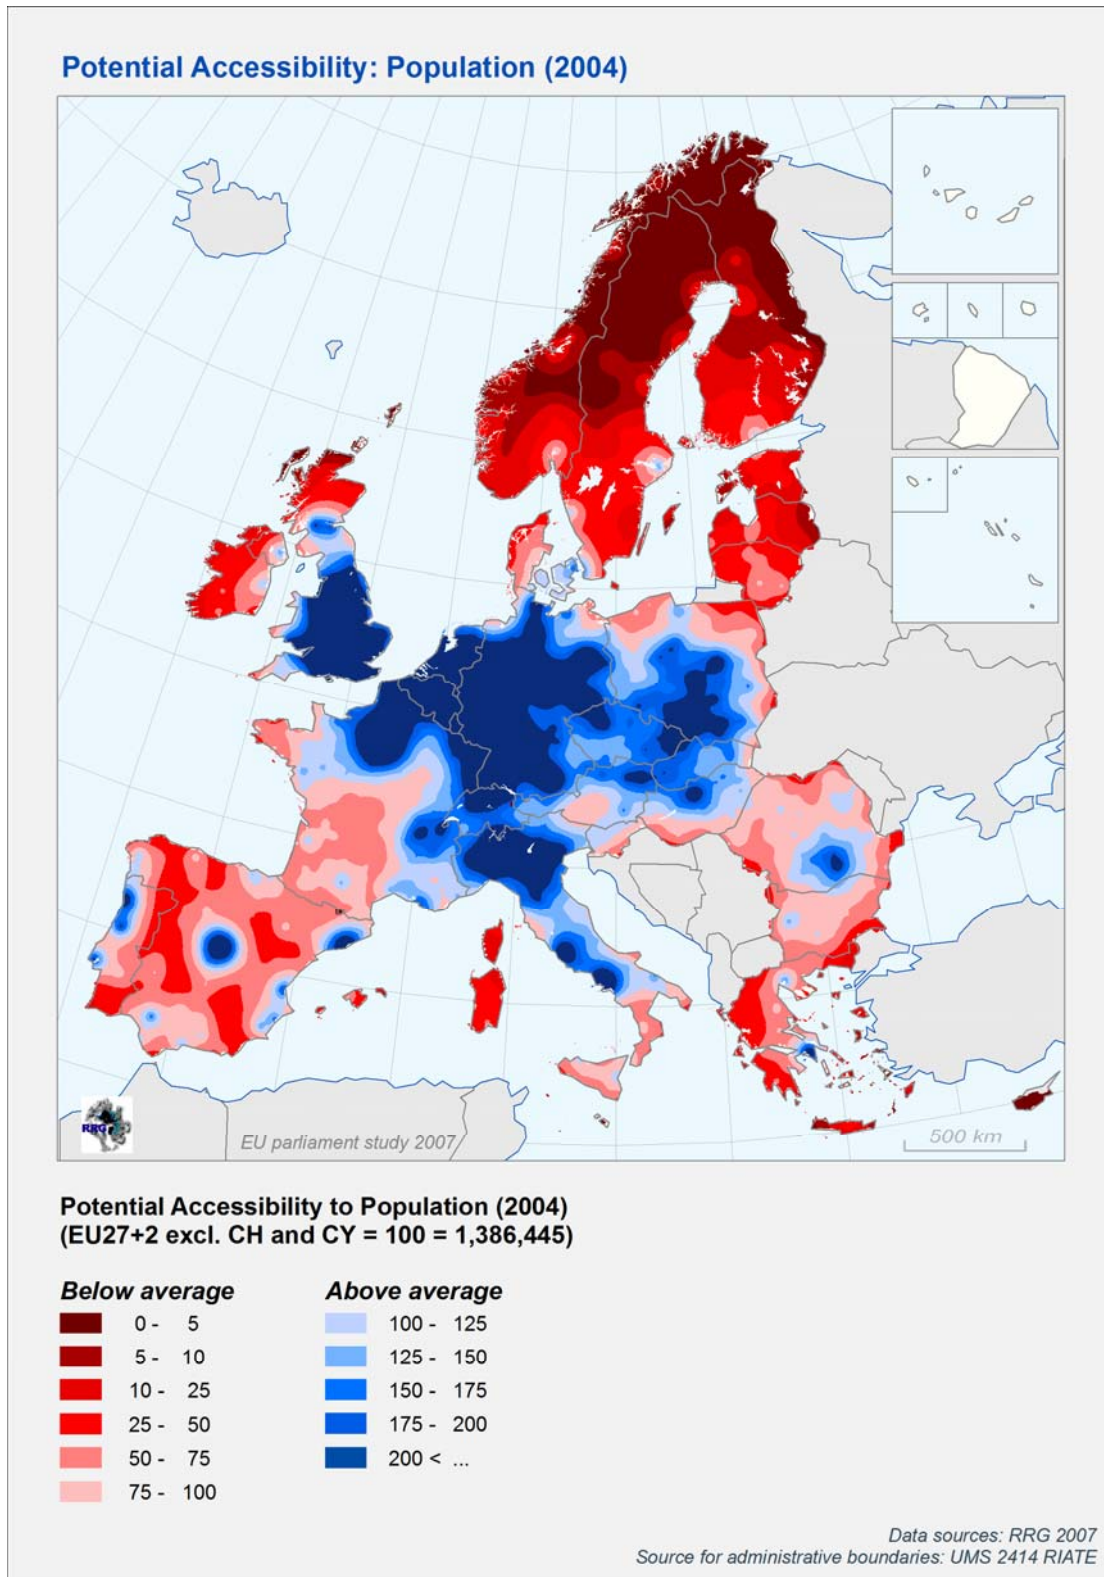 Potential Accessibility: Population (2004)
RRG
EU parliament study 2007
500 km
Potential Accessibility to Population (2004)
(EU27+2 excl. CH and CY = 100 = 1,386,445)
Below average
Above average
0 - 5
100 - 125
5 - 10
125 - 150
10 - 25
150 - 175
25 - 50
175 - 200
50 - 75
200 < ...
75 - 100
Data sources: RRG 2007
Source for administrative boundaries: UMS 2414 RIATE